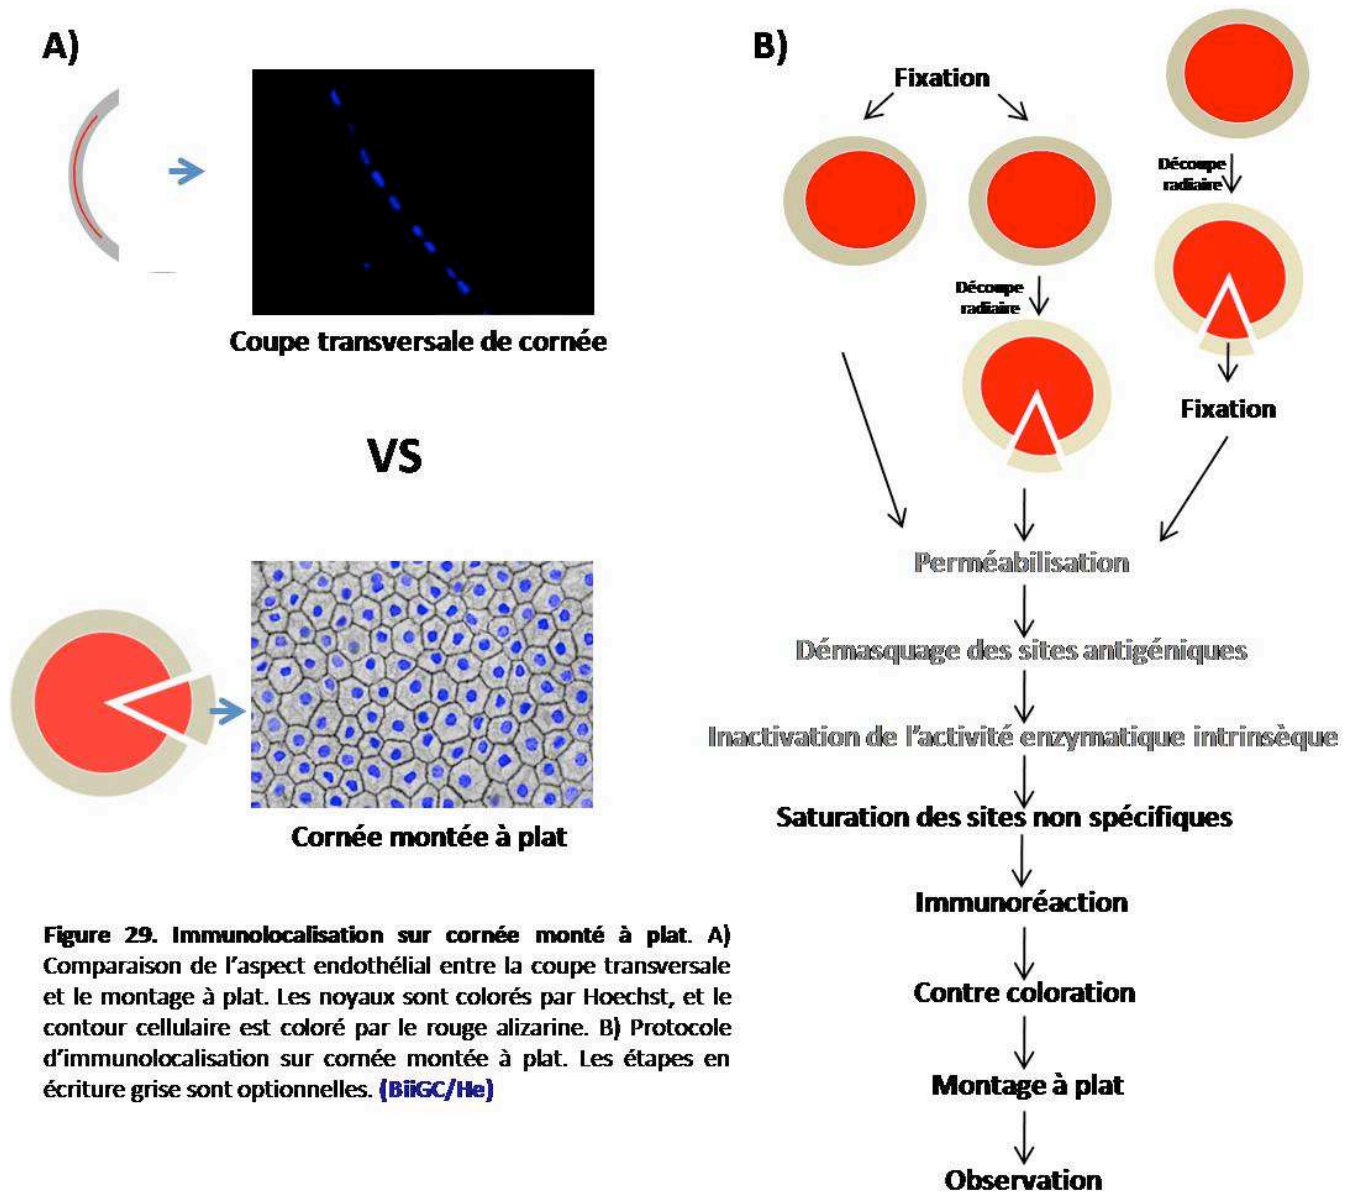 A)
Coupe transversale de cornée
VS
Cornée montée à plat
Figure 29. Immunolocalisation sur cornée monté à plat. A)
Comparaison de l'aspect endothélial entre la coupe transversale
et le montage à plat. Les noyaux sont colorés par Hoechst, et le
contour cellulaire est coloré par le rouge alizarine. B) Protocole
d'immunolocalisation sur cornée montée à plat. Les étapes en
écriture grise sont optionnelles. (BiiGC/He)
B)
Fixation
Découpe
radiaire
Découpe
radiaire
Fixation
Perméabilisation
Démasquage des sites antigéniques
Inactivation de l'activité enzymatique intrinsèque
Saturation des sites non spécifiques
Immunoréaction
Contre coloration
Montage à plat
Observation